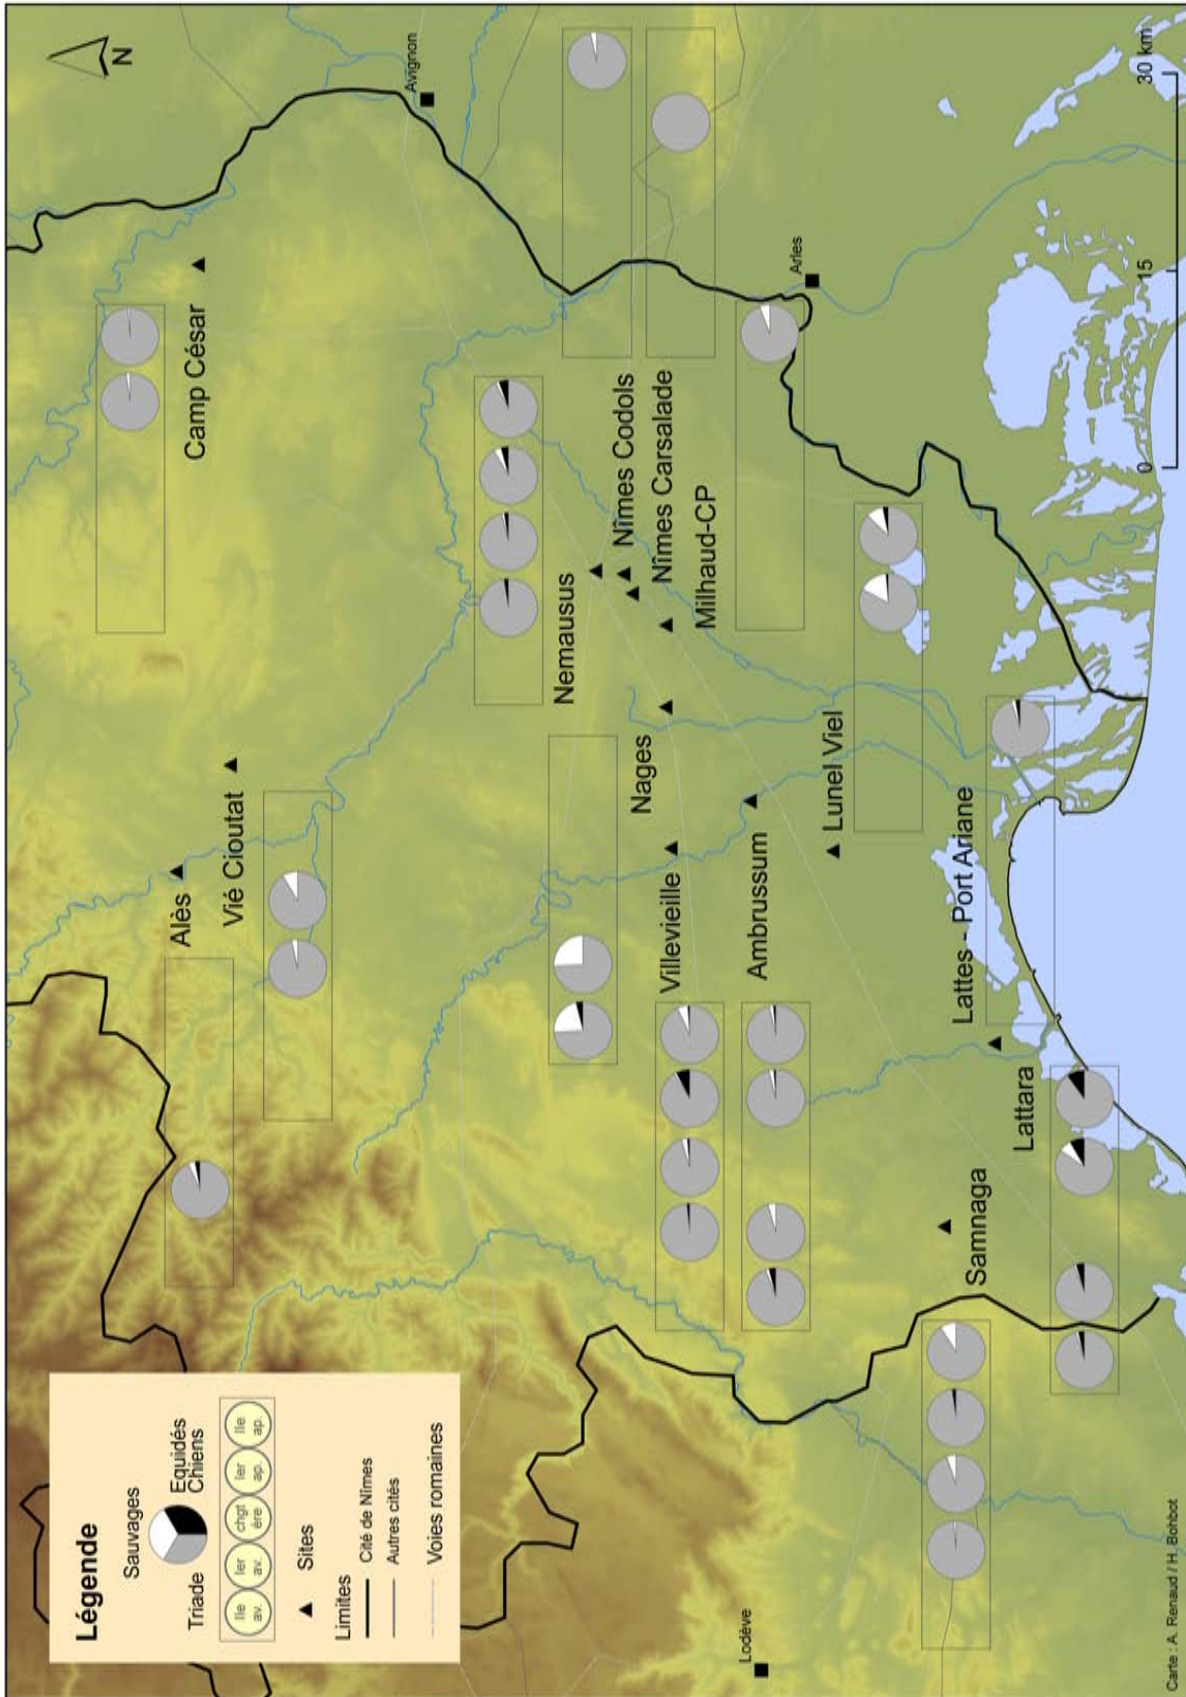 Légende
Sauvages
Triade
Equidés
Chiens
IIe
av.
Ier
av.
chgt
ère
Ier
ap.
IIe
ap.
Sites
Limites
Cité de Nîmes
Autres cités
Voies romaines
N
Avignon
Camp César
Alès
Vié Cioutat
Nemausus
Nîmes Codols
Nîmes Carsalade
Milhaud-CP
Arles
Nages
Villevieille
Ambrussum
Lunel Viel
Lattes - Port Ariane
Lattara
Samnaga
Lodève
0 15 30 km
Carte : A. Renaud / H. Bohbot